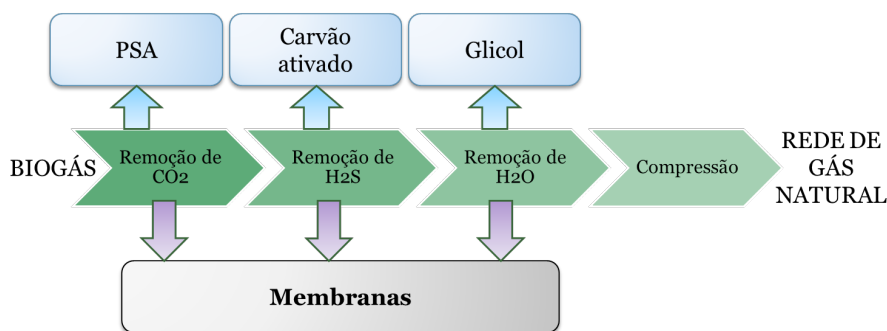 PSA
Carvão
ativado
Glicol
BIOGÁS
Remoção de
CO2
Remoção de
H2S
Remoção de
H2O
Compressão
REDE DE
GÁS
NATURAL
Membranas